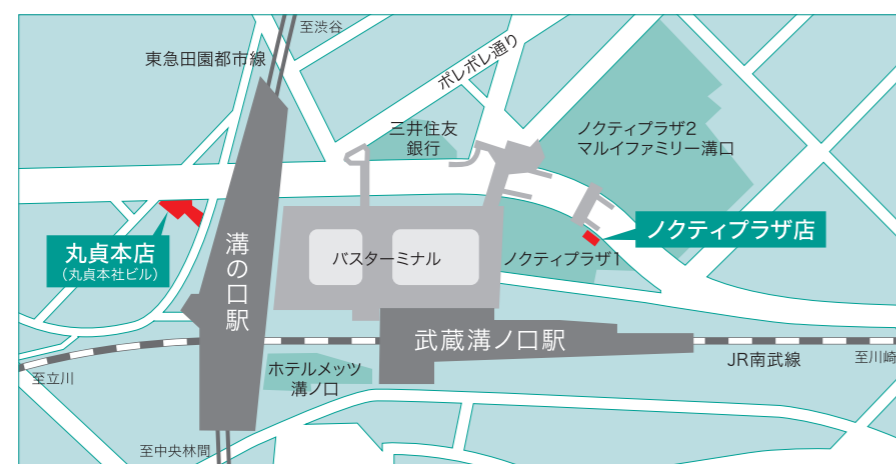 至渋谷
東急田園都市線
ポレポレ通り
三井住友
銀行
ノクティプラザ2
マルイファミリー溝口
丸貞本店
（丸貞本社ビル）
溝の口駅
バスターミナル
ノクティプラザ1
ノクティプラザ店
武蔵溝ノ口駅
JR南武線
至川崎
至立川
ホテルメッツ
溝ノ口
至中央林間